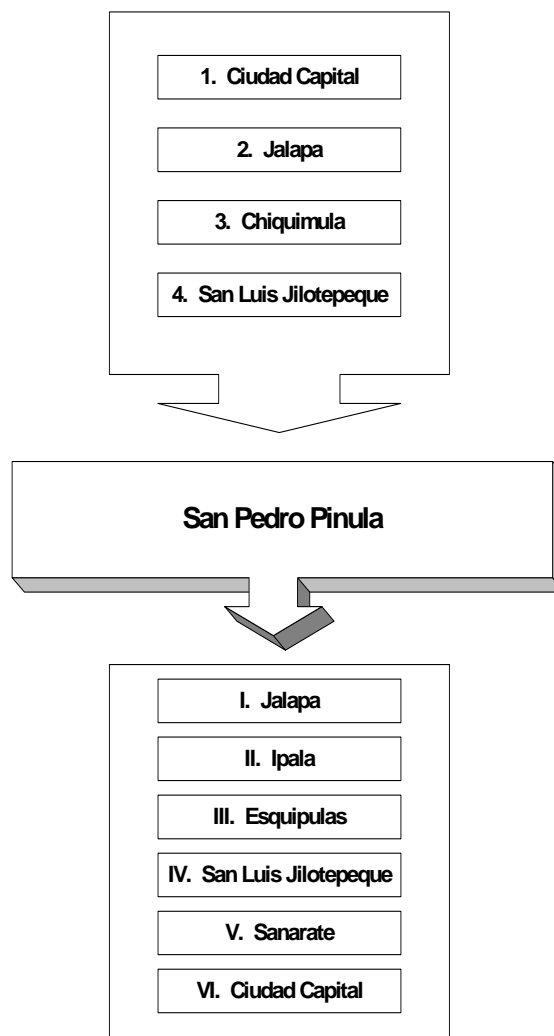 1. Ciudad Capital
2. Jalapa
3. Chiquimula
4. San Luis Jilotepeque
San Pedro Pinula
I. Jalapa
II. Ipala
III. Esquipulas
IV. San Luis Jilotepeque
V. Sanarate
VI. Ciudad Capital